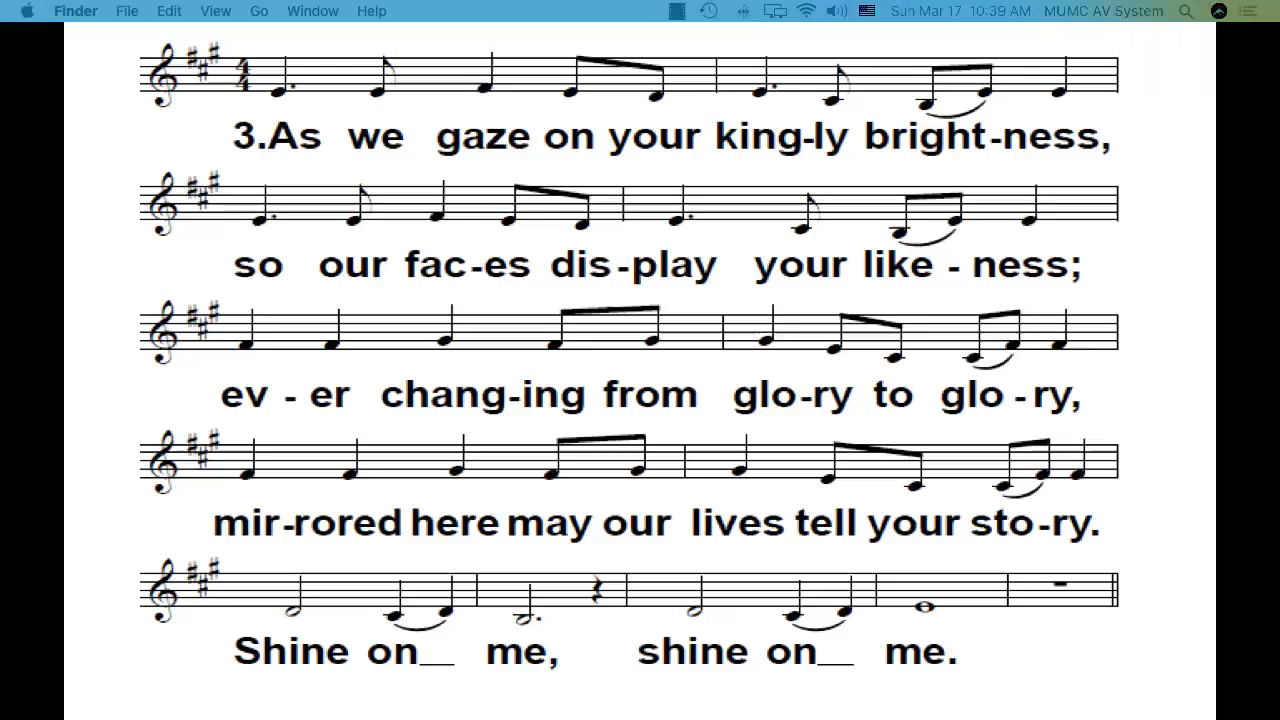 Finder File Edit View Go Window Help Sun Mar 17 10:39 AM MUMC AV System
3.As we gaze on your king-ly bright-ness,
so our fac-es dis-play your like - ness;
ev - er chang-ing from glo-ry to glo-ry,
mir-rored here may our lives tell your sto-ry.
Shine on__ me, shine on__ me.